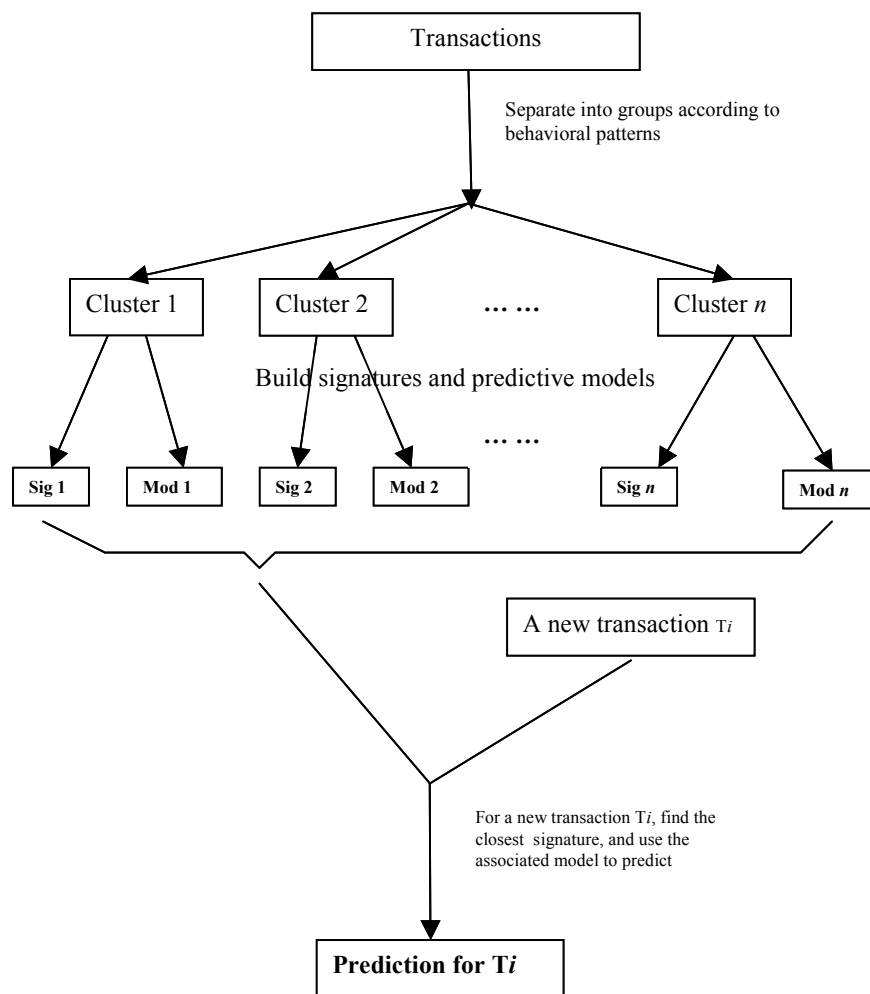 Transactions
Separate into groups according to
behavioral patterns
Cluster 1
Cluster 2
... ...
Cluster n
Build signatures and predictive models
... ...
Sig 1
Mod 1
Sig 2
Mod 2
Sig n
Mod n
A new transaction Ti
For a new transaction Ti, find the
closest signature, and use the
associated model to predict
Prediction for Ti